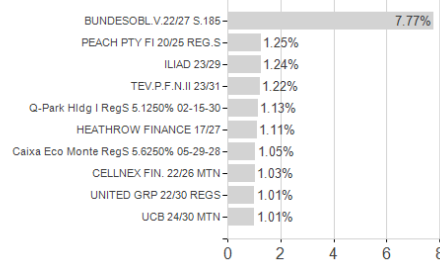 BUNDESOBL.V.22/27 S.185 7.77%
PEACH PTY FI 20/25 REG.S 1.25%
ILIAD 23/29 1.24%
TEV.P.F.N.II 23/31 1.22%
Q-Park Hldg I RegS 5.1250% 02-15-30 1.13%
HEATHROW FINANCE 17/27 1.11%
Caixa Eco Monte RegS 5.6250% 05-29-28 1.05%
CELLNEX FIN. 22/26 MTN 1.03%
UNITED GRP 22/30 REGS 1.01%
UCB 24/30 MTN 1.01%
0 2 4 6 8